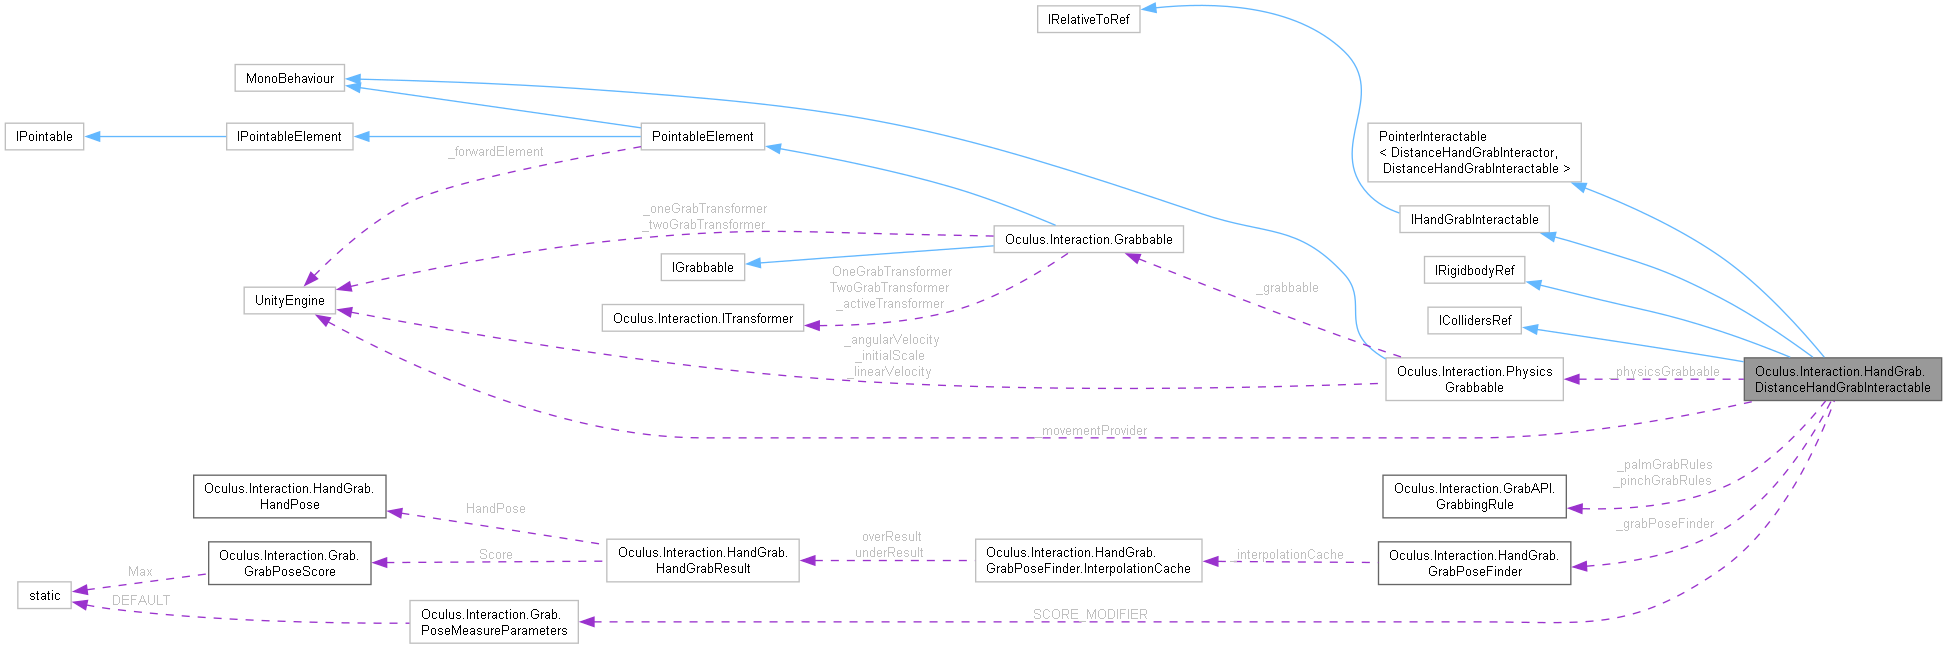 IRelativeToRef
MonoBehaviour
IPointable
IPointableElement
PointableElement
PointerInteractable
< DistanceHandGrabInteractor,
DistanceHandGrabInteractable >
_forwardElement
_oneGrabTransformer
_twoGrabTransformer
IHandGrabInteractable
Oculus.Interaction.Grabbable
IGrabbable
IRigidbodyRef
OneGrabTransformer
TwoGrabTransformer
_activeTransformer
_grabbable
UnityEngine
Oculus.Interaction.ITransformer
ICollidersRef
_angularVelocity
_initialScale
_linearVelocity
Oculus.Interaction.Physics
Grabbable
_physicsGrabbable
Oculus.Interaction.HandGrab.
DistanceHandGrabInteractable
_movementProvider
_palmGrabRules
_pinchGrabRules
Oculus.Interaction.HandGrab.
HandPose
HandPose
Oculus.Interaction.GrabAPI.
GrabbingRule
_grabPoseFinder
overResult
underResult
Oculus.Interaction.Grab.
GrabPoseScore
Score
Oculus.Interaction.HandGrab.
HandGrabResult
Oculus.Interaction.HandGrab.
GrabPoseFinder.InterpolationCache
_interpolationCache
Oculus.Interaction.HandGrab.
GrabPoseFinder
Max
static
DEFAULT
Oculus.Interaction.Grab.
PoseMeasureParameters
SCORE_MODIFIER